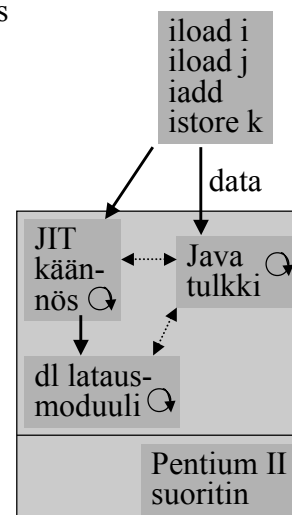 s
iload i
iload j
iadd
istore k
data
JIT
kään-
nös
Java
tulkki
dl lataus-
moduuli
Pentium II
suoritin